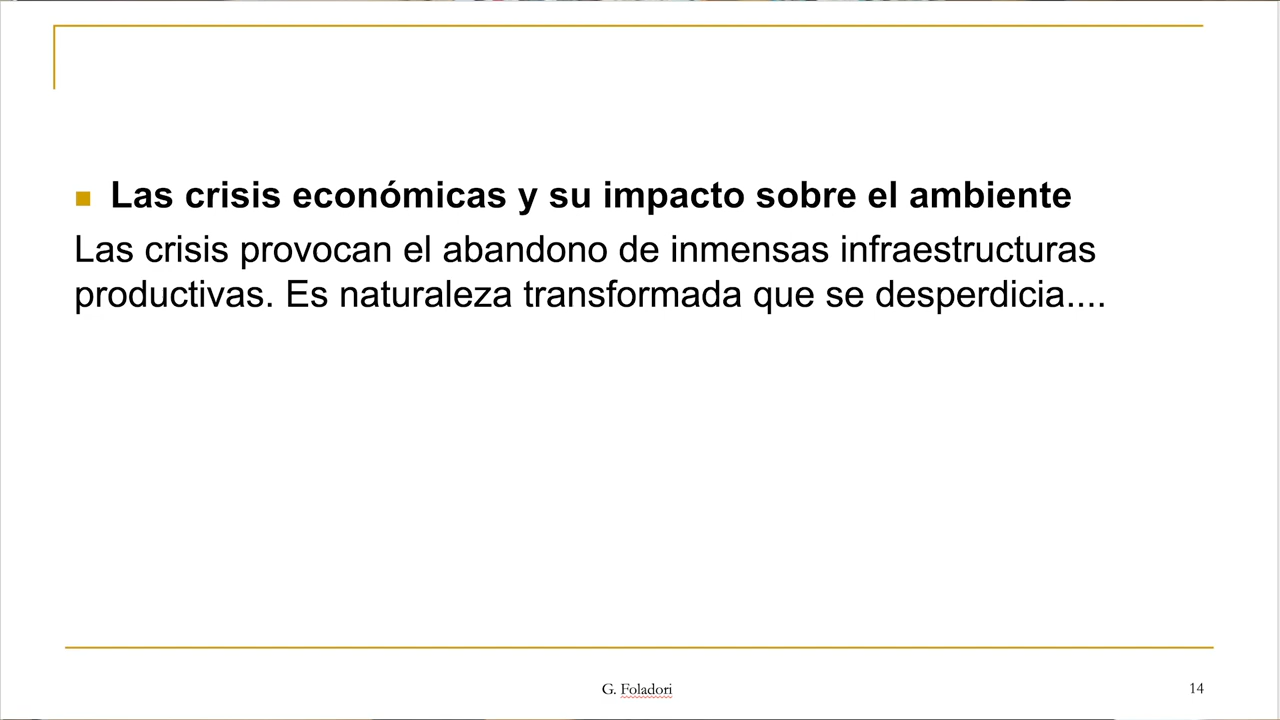 Las crisis económicas y su impacto sobre el ambiente
Las crisis provocan el abandono de inmensas infraestructuras
productivas. Es naturaleza transformada que se desperdicia....
G. Foladori
14